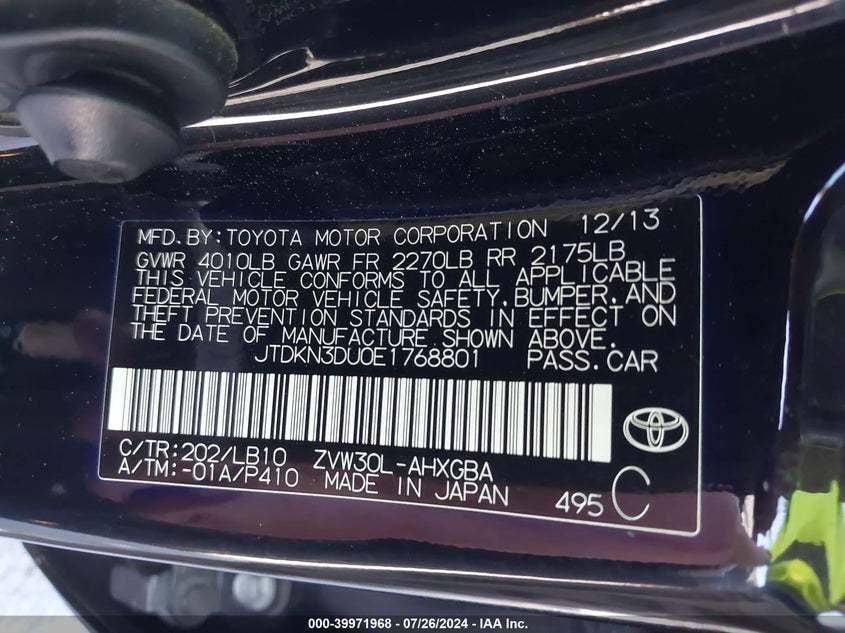 MFD.BY:TOYOTA MOTOR CORPORATION 12/13
GVWR 4010LB GAWR FR 2270LB RR 2175LB
THIS VEHICLE CONFORMS TO ALL APPLICABLE
FEDERAL MOTOR VEHICLE SAFETY,BUMPER,AND
THEFT PREVENTION STANDARDS IN EFFECT ON
THE DATE OF MANUFACTURE SHOWN ABOVE.
JTDKN3DU0E1768801 PASS.CAR
C/TR:202/LB10 ZVW30L-AHXGBA
A/TM:-01A/P410 MADE IN JAPAN 495 C
000-39971968 | 07/26/2024 - © IAA, Inc.